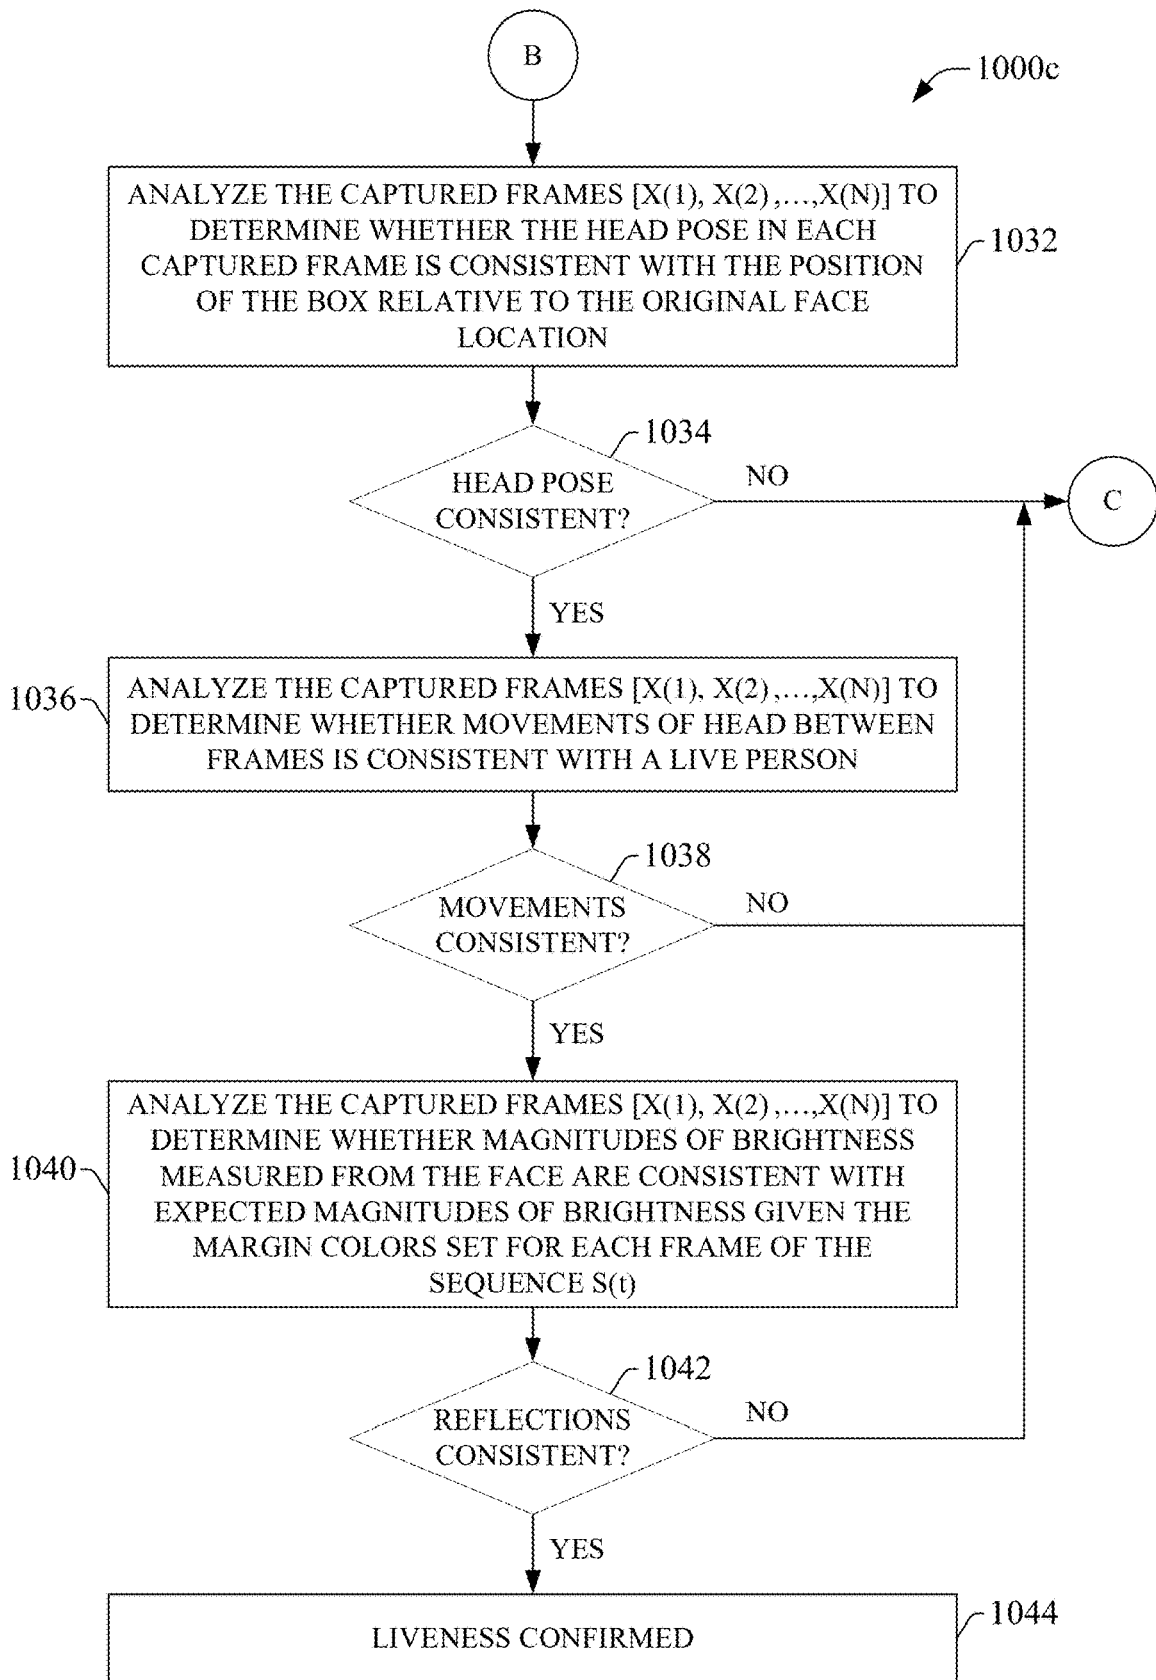 B
1000c
ANALYZE THE CAPTURED FRAMES [X(1), X(2),...,X(N)] TO
DETERMINE WHETHER THE HEAD POSE IN EACH
CAPTURED FRAME IS CONSISTENT WITH THE POSITION
OF THE BOX RELATIVE TO THE ORIGINAL FACE
LOCATION
1032
1034
HEAD POSE
CONSISTENT?
NO
C
YES
1036
ANALYZE THE CAPTURED FRAMES [X(1), X(2),...,X(N)] TO
DETERMINE WHETHER MOVEMENTS OF HEAD BETWEEN
FRAMES IS CONSISTENT WITH A LIVE PERSON
1038
MOVEMENTS
CONSISTENT?
NO
YES
1040
ANALYZE THE CAPTURED FRAMES [X(1), X(2),...,X(N)] TO
DETERMINE WHETHER MAGNITUDES OF BRIGHTNESS
MEASURED FROM THE FACE ARE CONSISTENT WITH
EXPECTED MAGNITUDES OF BRIGHTNESS GIVEN THE
MARGIN COLORS SET FOR EACH FRAME OF THE
SEQUENCE S(t)
1042
REFLECTIONS
CONSISTENT?
NO
YES
LIVENESS CONFIRMED
1044